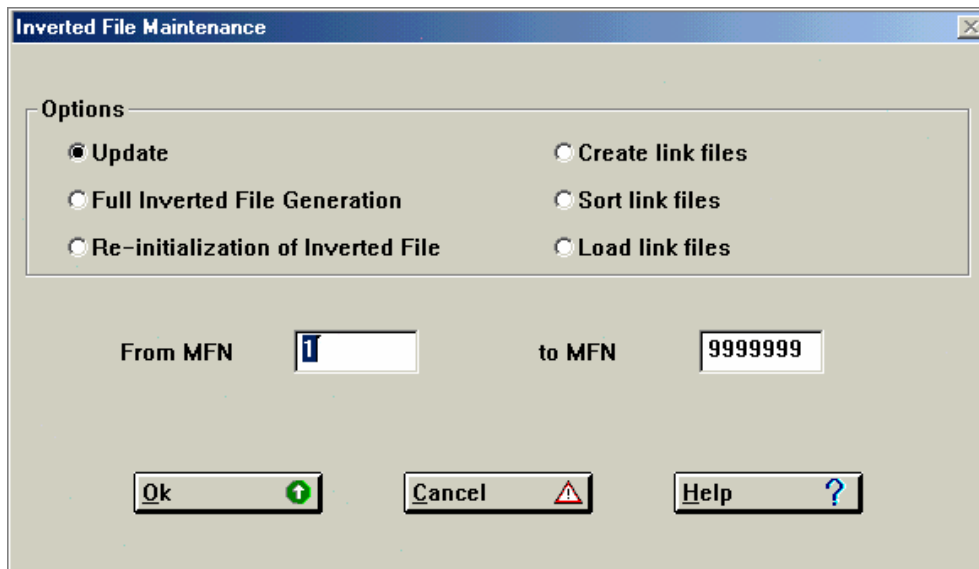 Inverted File Maintenance
Options
Update
Create link files
Full Inverted File Generation
Sort link files
Re-initialization of Inverted File
Load link files
From MFN 1 to MFN 9999999
Ok Cancel Help ?